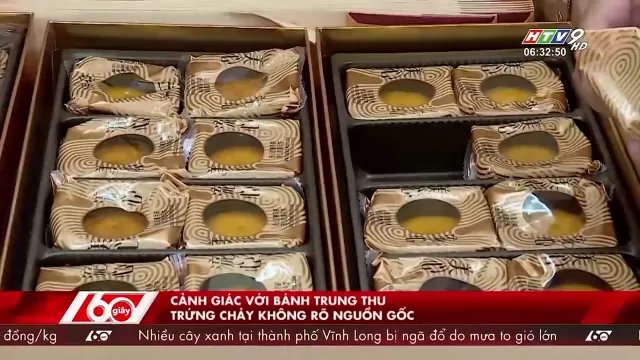 HTV9
HD
06:32:50
60
giây
CẢNH GIÁC VỚI BÁNH TRUNG THU
TRỨNG CHẢY KHÔNG RÕ NGUỒN GỐC
đồng/kg
Nhiều cây xanh tại thành phố Vĩnh Long bị ngã đổ do mưa to gió lớn